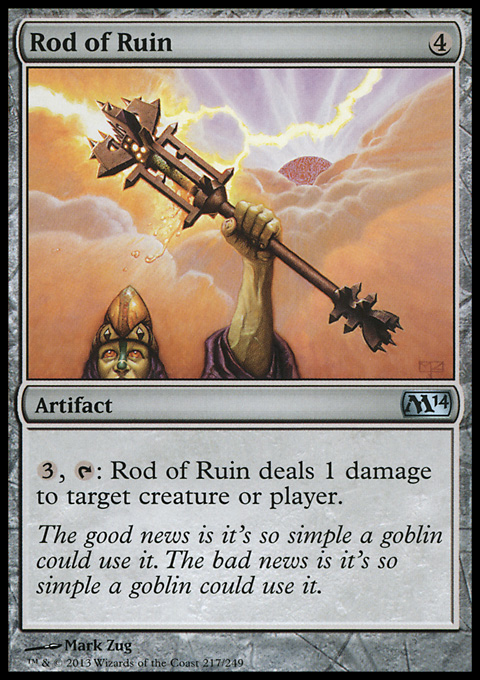 Rod of Ruin 4
Artifact M14
3, T: Rod of Ruin deals 1 damage
to target creature or player.
The good news is it's so simple a goblin
could use it. The bad news is it's so
simple a goblin could use it.
Mark Zug
™ & © 2013 Wizards of the Coast 217/249